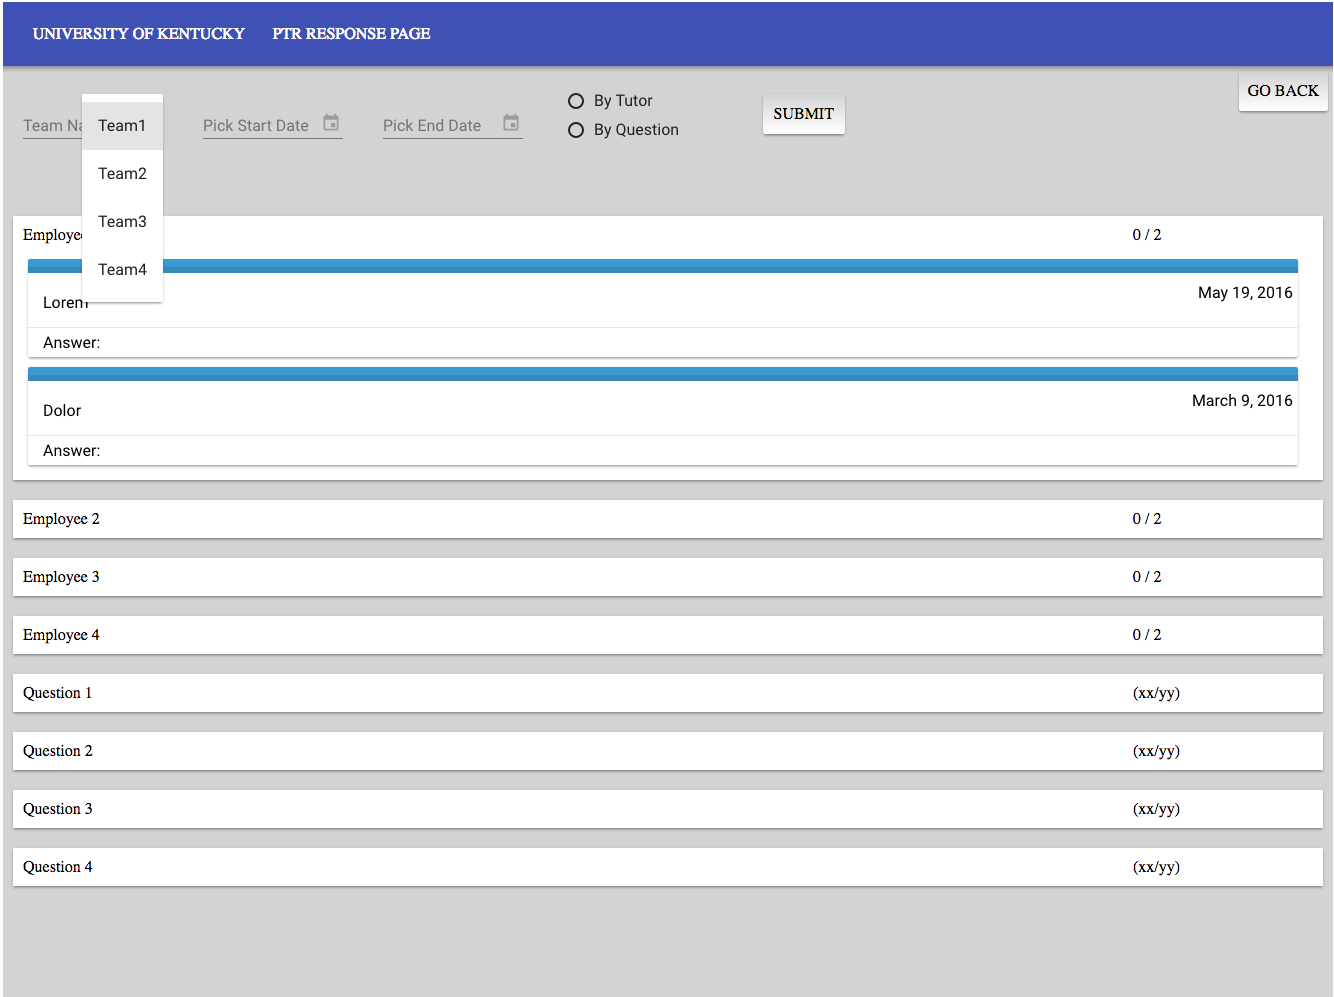 UNIVERSITY OF KENTUCKY PTR RESPONSE PAGE
GO BACK
Team Na
Team1
Team2
Team3
Team4
Pick Start Date
Pick End Date
By Tutor
By Question
SUBMIT
Employee 0 / 2
Lorem May 19, 2016
Answer:
Dolor March 9, 2016
Answer:
Employee 2 0 / 2
Employee 3 0 / 2
Employee 4 0 / 2
Question 1 (xx/yy)
Question 2 (xx/yy)
Question 3 (xx/yy)
Question 4 (xx/yy)